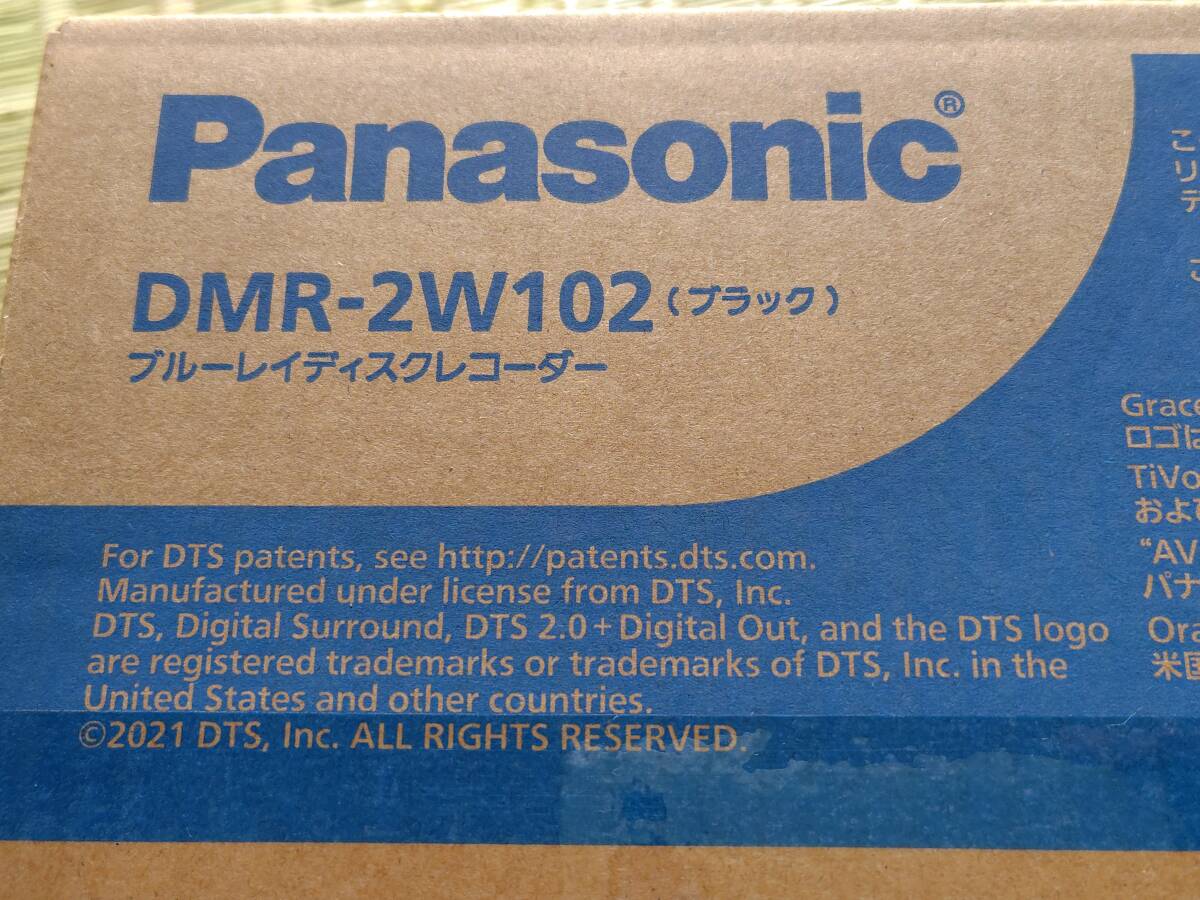 Panasonic®
DMR-2W102（ブラック）
ブルーレイディスクレコーダー
For DTS patents, see http://patents.dts.com.
Manufactured under license from DTS, Inc.
DTS, Digital Surround, DTS 2.0+Digital Out, and the DTS logo
are registered trademarks or trademarks of DTS, Inc. in the
United States and other countries.
©2021 DTS, Inc. ALL RIGHTS RESERVED.
こ
リ
デ
Grace
ロゴは
TiVo
および
“AV
パナ
Ora
米国